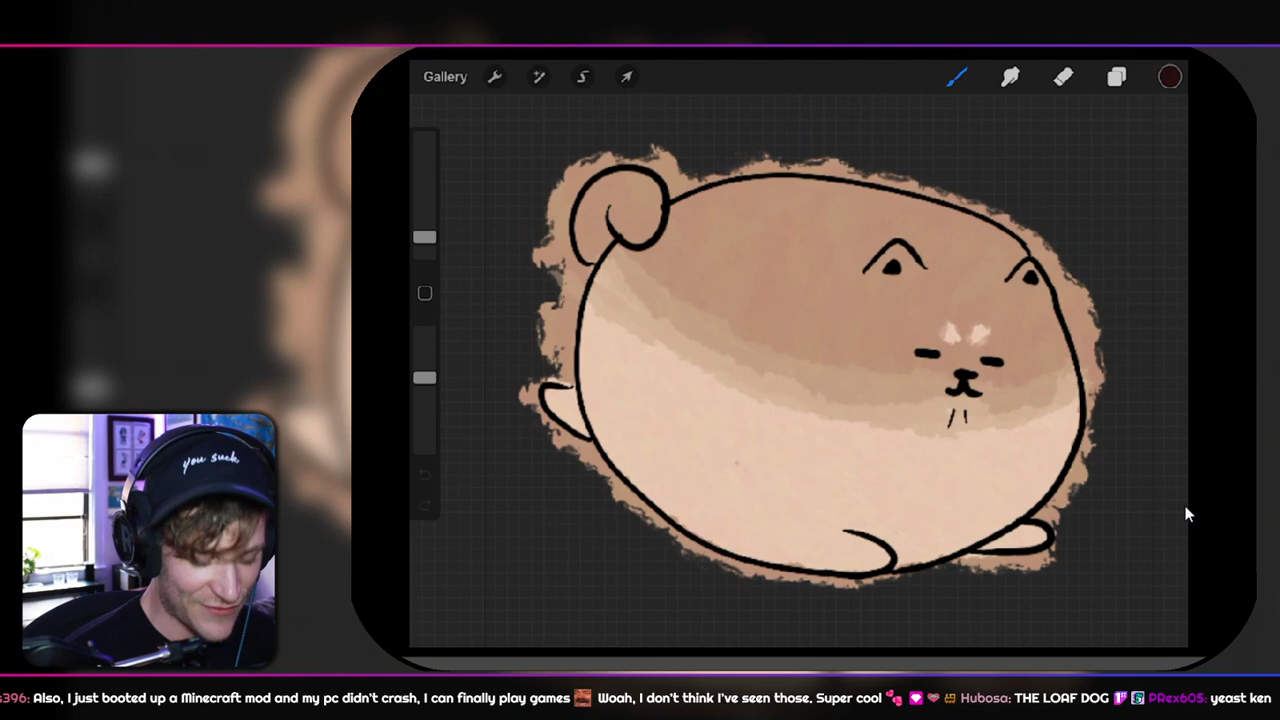 Gallery
you suck
s396: Also, I just booted up a Minecraft mod and my pc didn't crash, I can finally play games Woah, I don't think I've seen those. Super cool Hubosa: THE LOAF DOG PRex605: yeast ken